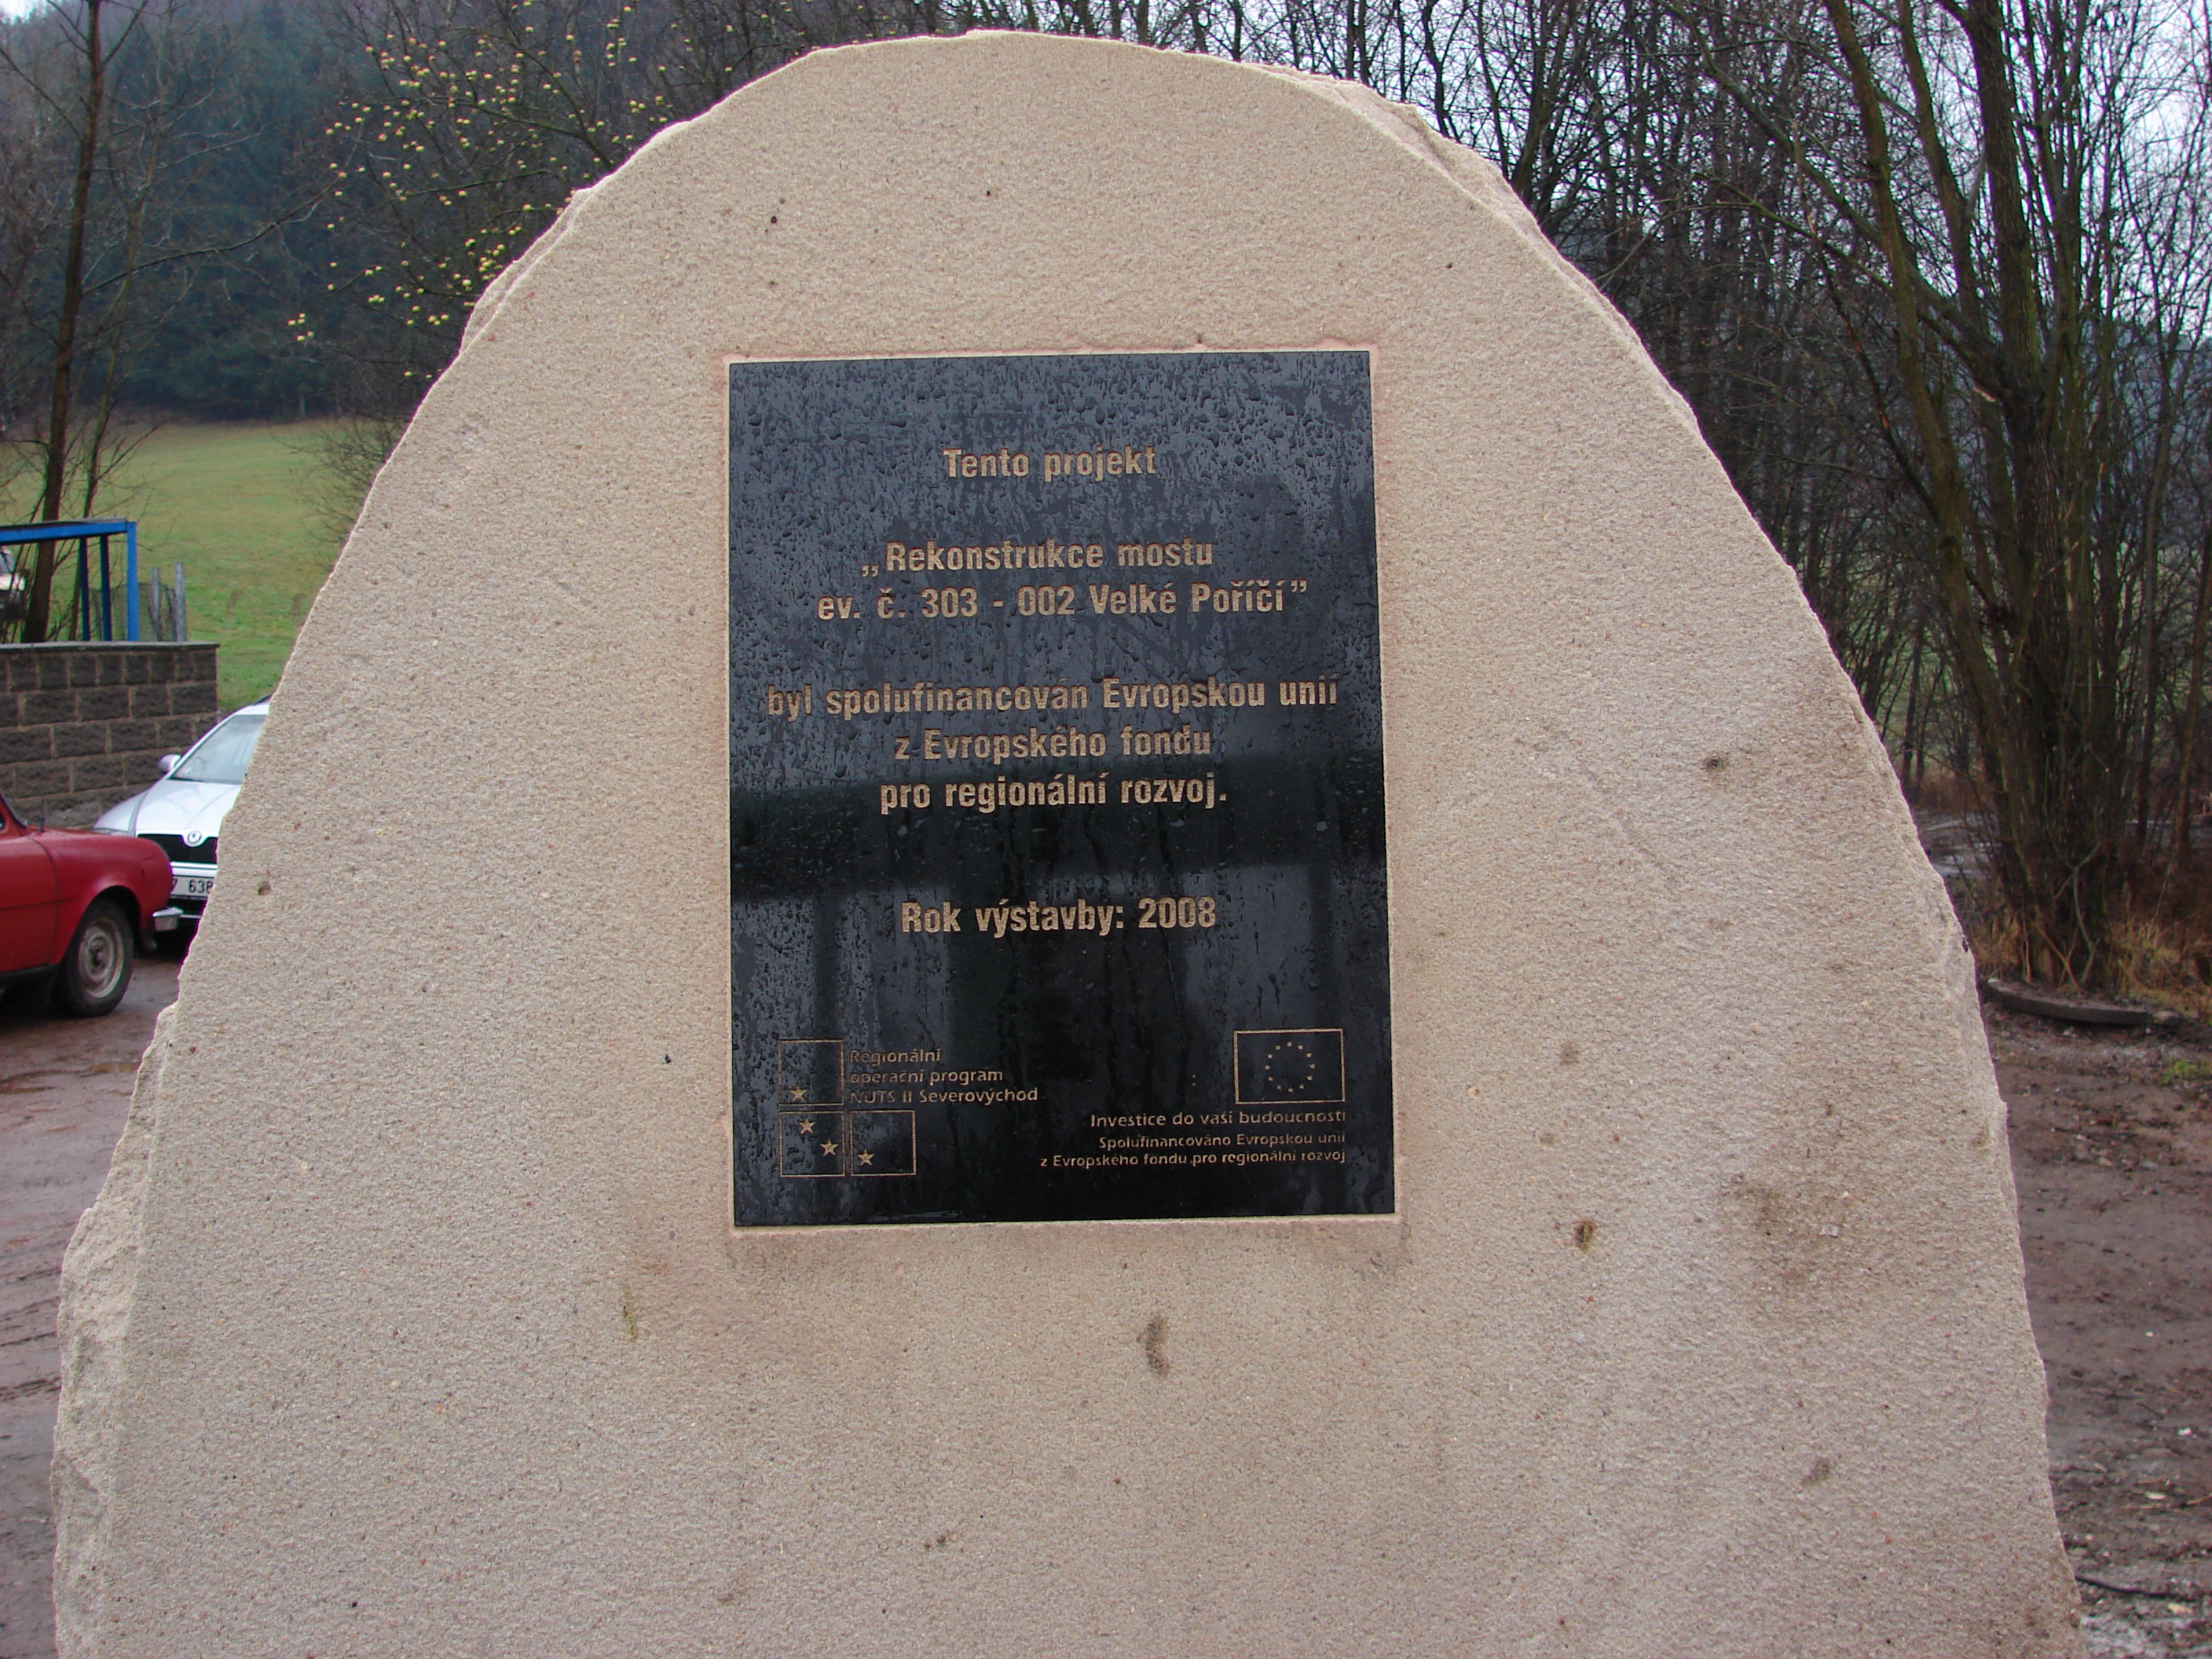 Tento projekt
„Rekonstrukce mostu
ev. č. 303 - 002 Velké Poříčí”
byl spolufinancován Evropskou unií
z Evropského fondu
pro regionální rozvoj.
Rok výstavby: 2008
Regionální
operační program
NUTS II Severovýchod
Investice do vaší budoucnosti
Spolufinancováno Evropskou unií
z Evropského fondu pro regionální rozvoj